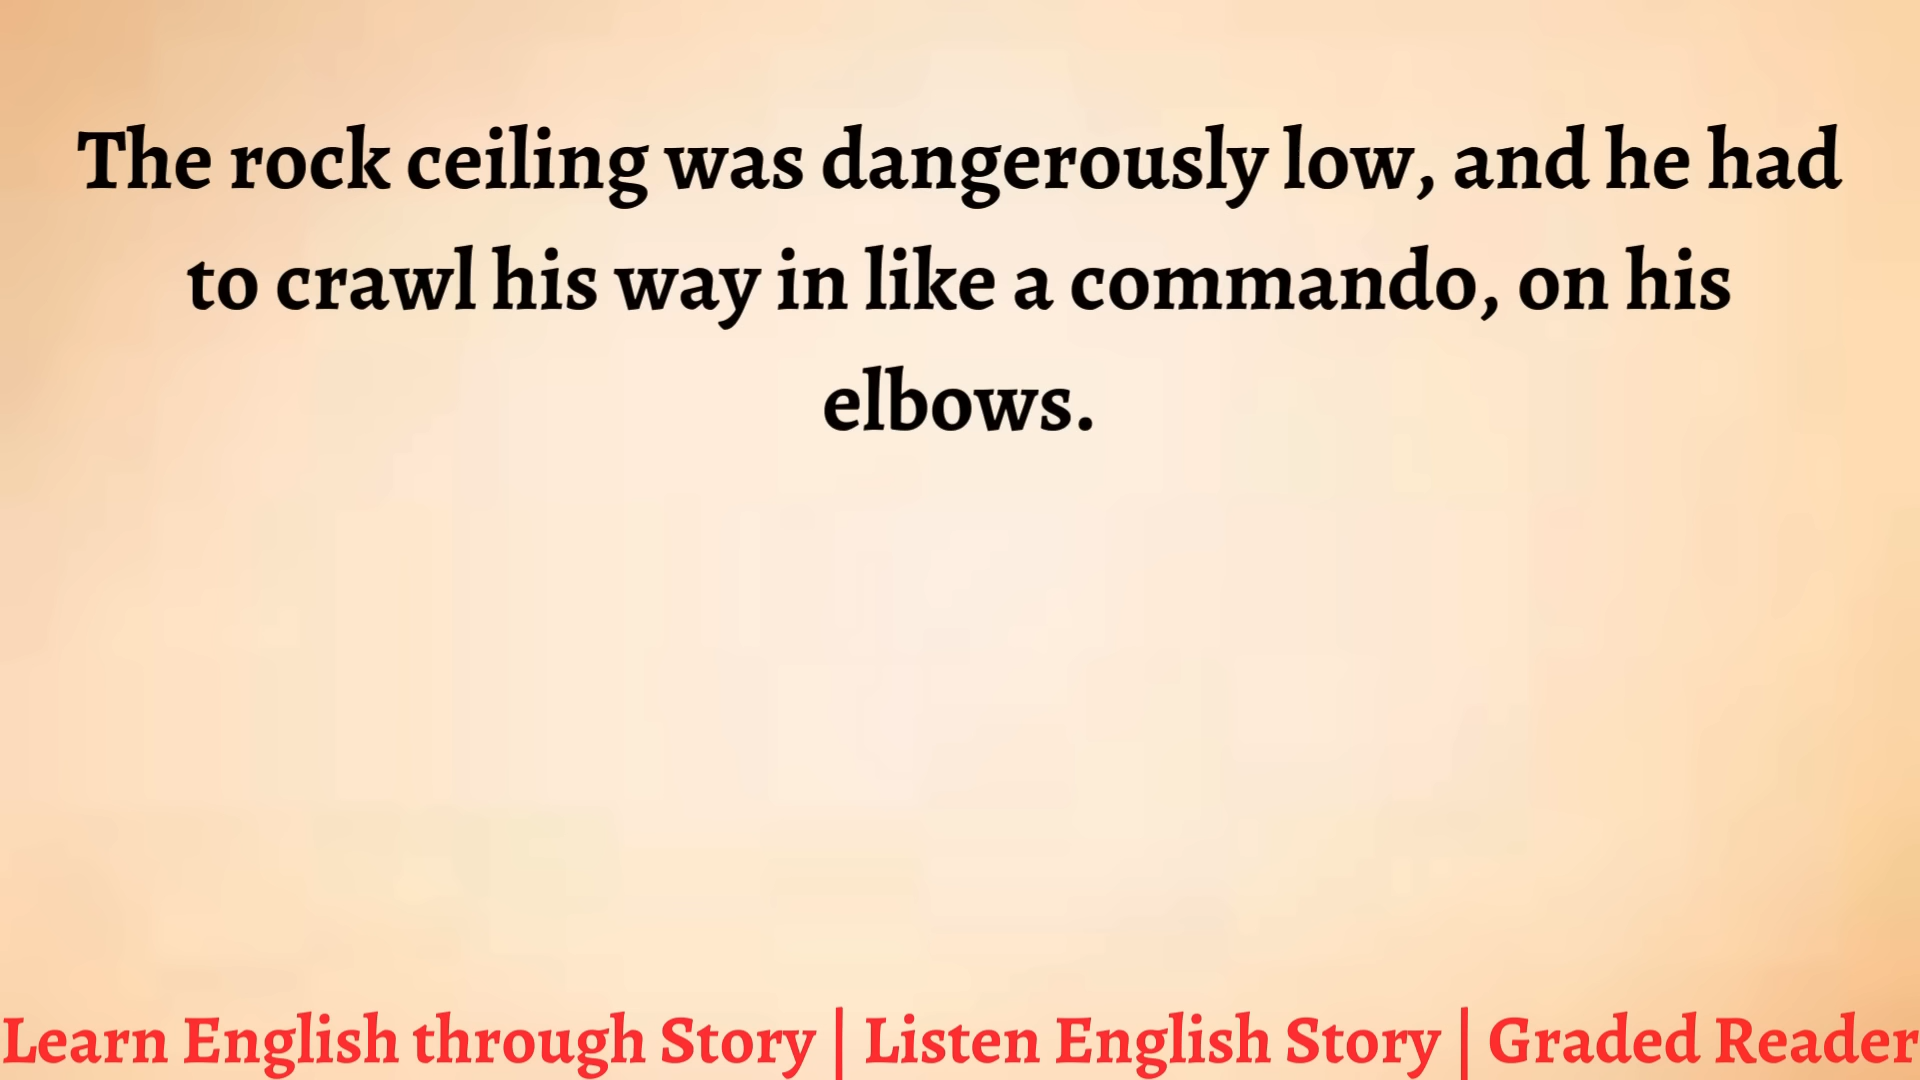 The rock ceiling was dangerously low, and he had
to crawl his way in like a commando, on his
elbows.
Learn English through Story | Listen English Story | Graded Reader